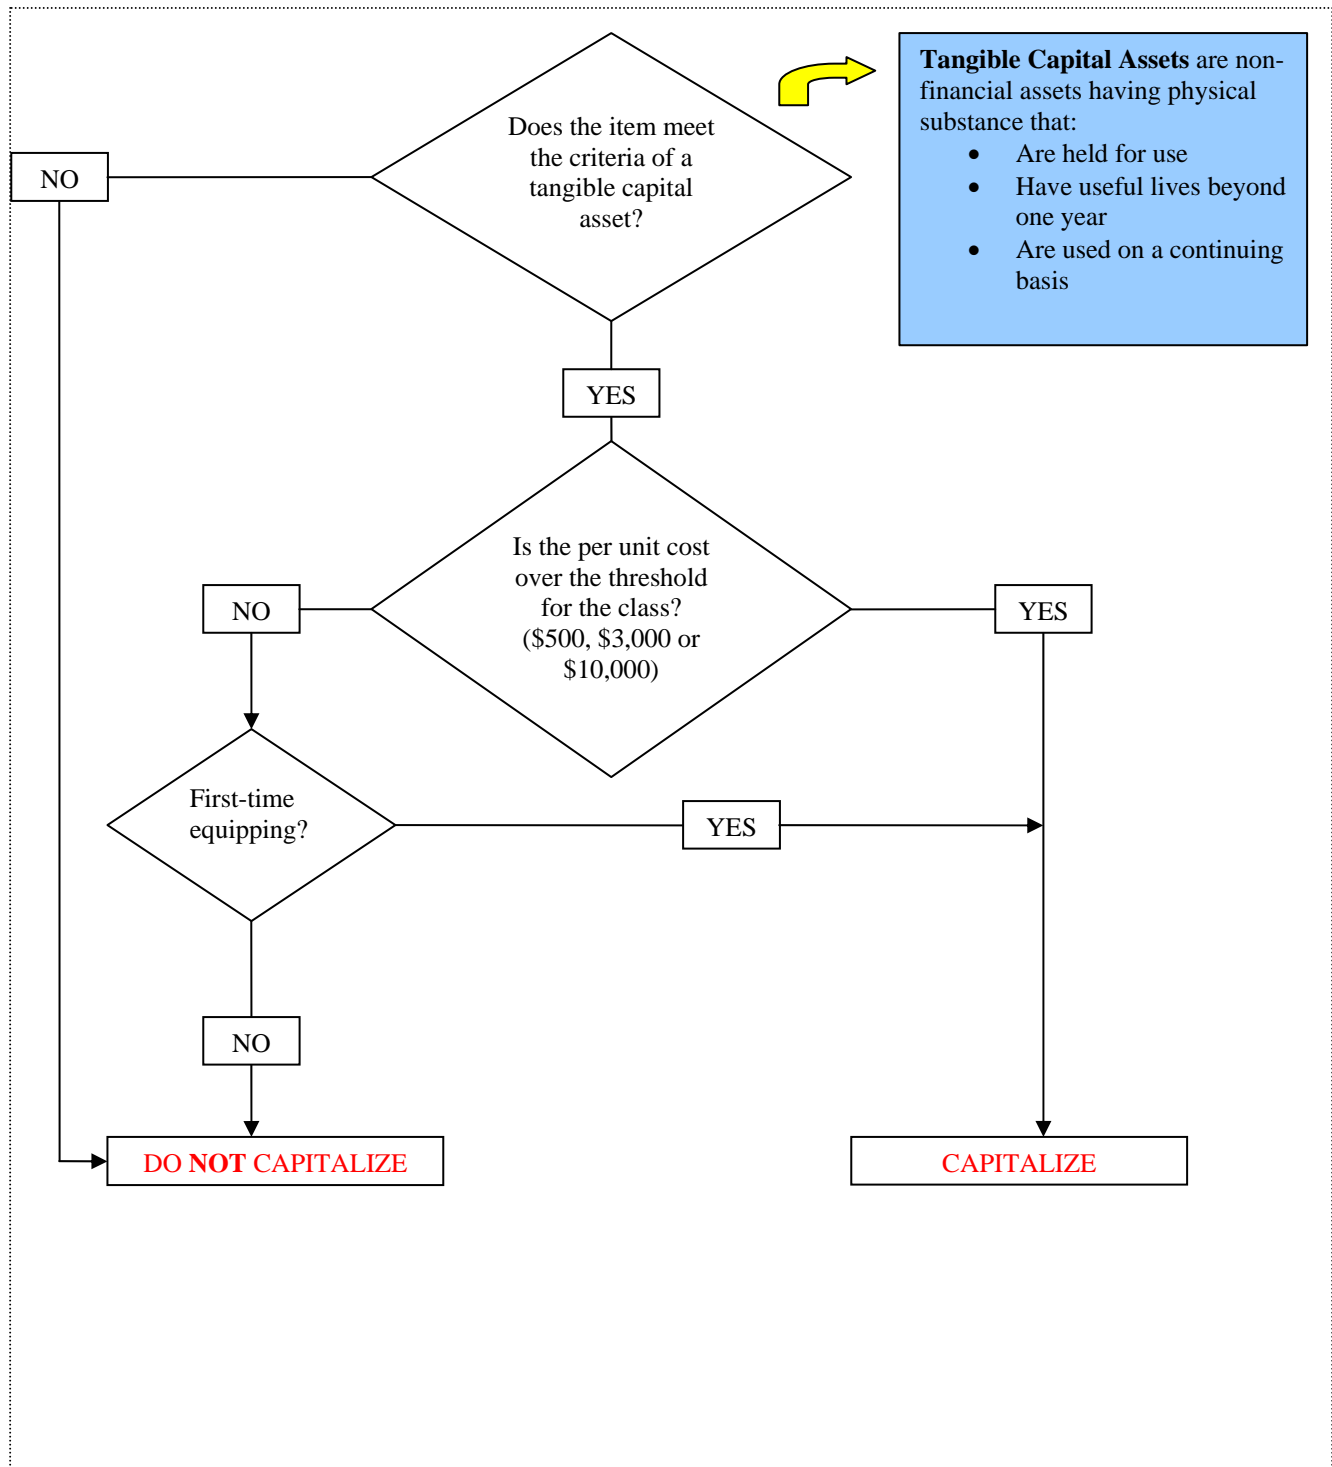 Does the item meet
the criteria of a
tangible capital
asset?
Tangible Capital Assets are non-
financial assets having physical
substance that:
• Are held for use
• Have useful lives beyond
one year
• Are used on a continuing
basis
NO
YES
Is the per unit cost
over the threshold
for the class?
($500, $3,000 or
$10,000)
NO
YES
First-time
equipping?
YES
NO
DO NOT CAPITALIZE
CAPITALIZE